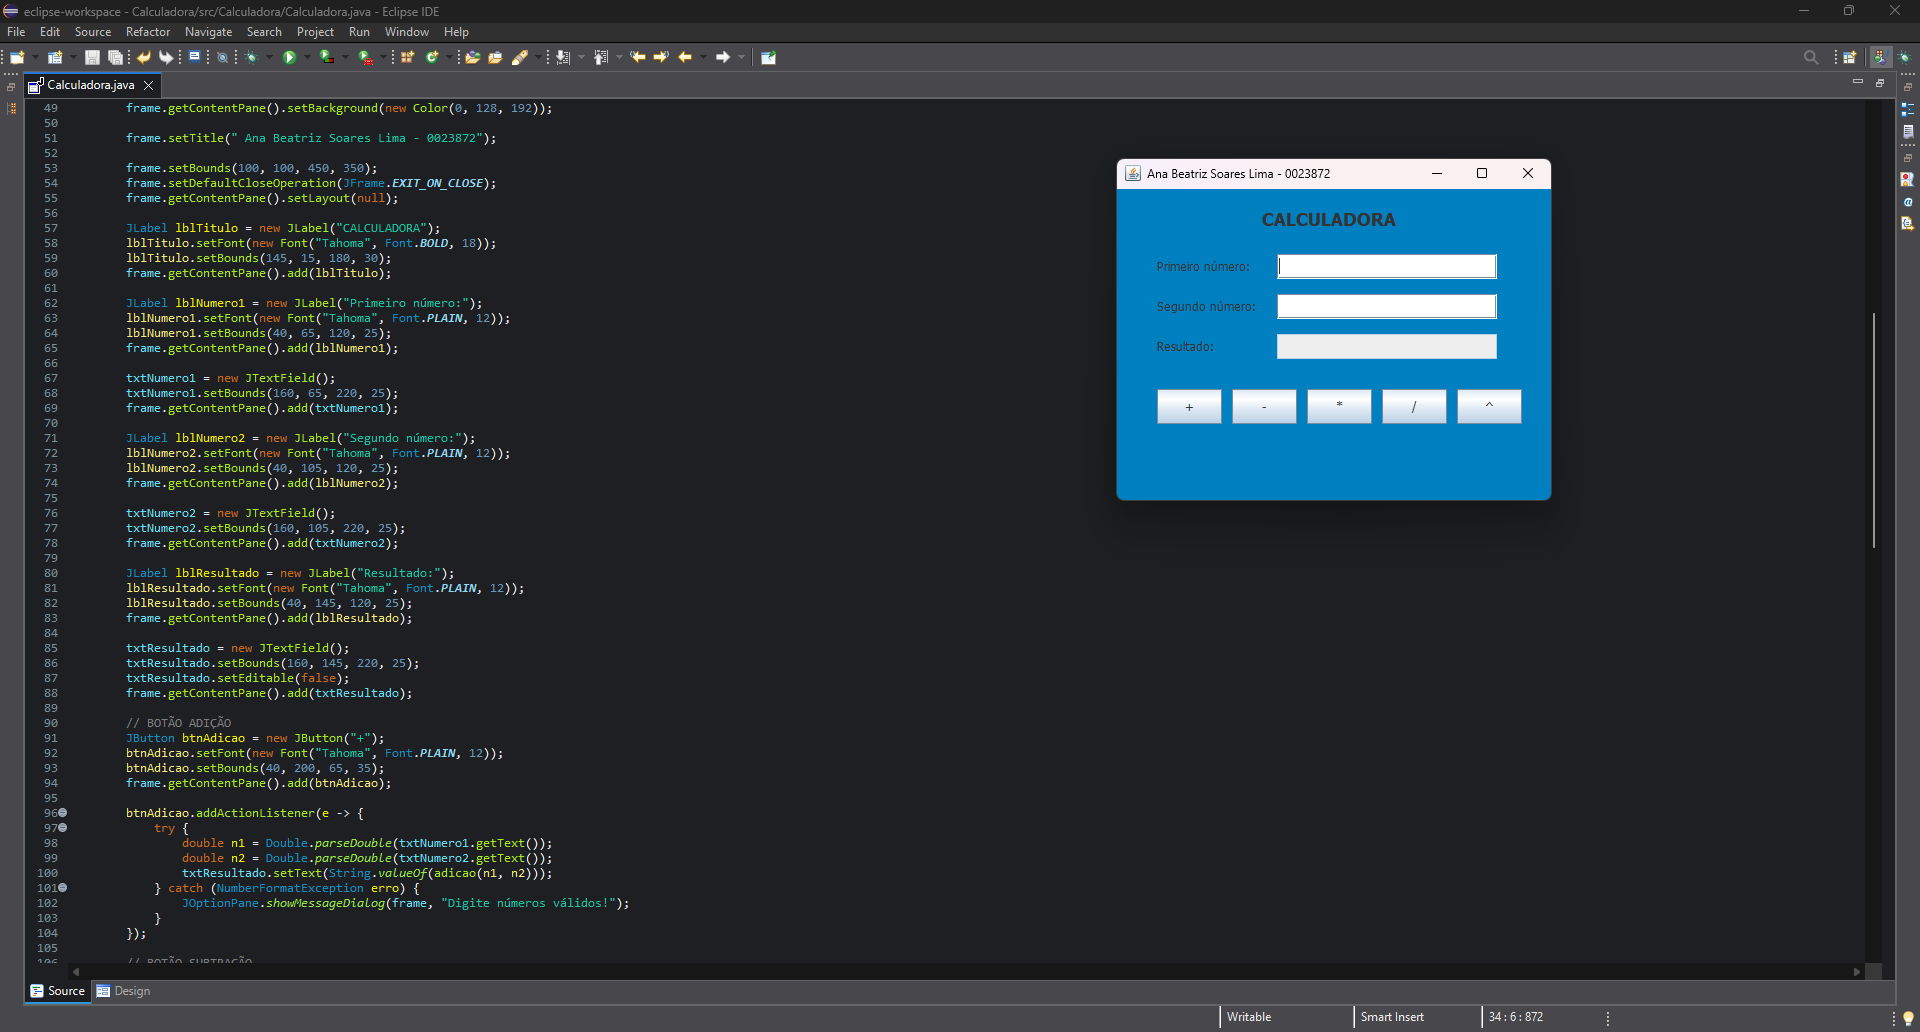 eclipse-workspace - Calculadora/src/Calculadora/Calculadora.java - Eclipse IDE
File Edit Source Refactor Navigate Search Project Run Window Help
Calculadora.java
49 frame.getContentPane().setBackground(new Color(0, 128, 192));
50
51 frame.setTitle(" Ana Beatriz Soares Lima - 0023872");
52
53 frame.setBounds(100, 100, 450, 350);
54 frame.setDefaultCloseOperation(JFrame.EXIT_ON_CLOSE);
55 frame.getContentPane().setLayout(null);
56
57 JLabel lblTitulo = new JLabel("CALCULADORA");
58 lblTitulo.setFont(new Font("Tahoma", Font.BOLD, 18));
59 lblTitulo.setBounds(145, 15, 180, 30);
60 frame.getContentPane().add(lblTitulo);
61
62 JLabel lblNumero1 = new JLabel("Primeiro número:");
63 lblNumero1.setFont(new Font("Tahoma", Font.PLAIN, 12));
64 lblNumero1.setBounds(40, 65, 120, 25);
65 frame.getContentPane().add(lblNumero1);
66
67 txtNumero1 = new JTextField();
68 txtNumero1.setBounds(160, 65, 220, 25);
69 frame.getContentPane().add(txtNumero1);
70
71 JLabel lblNumero2 = new JLabel("Segundo número:");
72 lblNumero2.setFont(new Font("Tahoma", Font.PLAIN, 12));
73 lblNumero2.setBounds(40, 105, 120, 25);
74 frame.getContentPane().add(lblNumero2);
75
76 txtNumero2 = new JTextField();
77 txtNumero2.setBounds(160, 105, 220, 25);
78 frame.getContentPane().add(txtNumero2);
79
80 JLabel lblResultado = new JLabel("Resultado:");
81 lblResultado.setFont(new Font("Tahoma", Font.PLAIN, 12));
82 lblResultado.setBounds(40, 145, 120, 25);
83 frame.getContentPane().add(lblResultado);
84
85 txtResultado = new JTextField();
86 txtResultado.setBounds(160, 145, 220, 25);
87 txtResultado.setEditable(false);
88 frame.getContentPane().add(txtResultado);
89
90 // BOTÃO ADIÇÃO
91 JButton btnAdicao = new JButton("+");
92 btnAdicao.setFont(new Font("Tahoma", Font.PLAIN, 12));
93 btnAdicao.setBounds(40, 200, 65, 35);
94 frame.getContentPane().add(btnAdicao);
95
96 btnAdicao.addActionListener(e -> {
97 try {
98 double n1 = Double.parseDouble(txtNumero1.getText());
99 double n2 = Double.parseDouble(txtNumero2.getText());
100 txtResultado.setText(String.valueOf(adicao(n1, n2)));
101 } catch (NumberFormatException erro) {
102 JOptionPane.showMessageDialog(frame, "Digite números válidos!");
103 }
104 });
105
106 // BOTÃO SUBTRAÇÃO
Ana Beatriz Soares Lima - 0023872
CALCULADORA
Primeiro número:
Segundo número:
Resultado:
+ - * / ^
Source Design
Writable Smart Insert 34 : 6 : 872